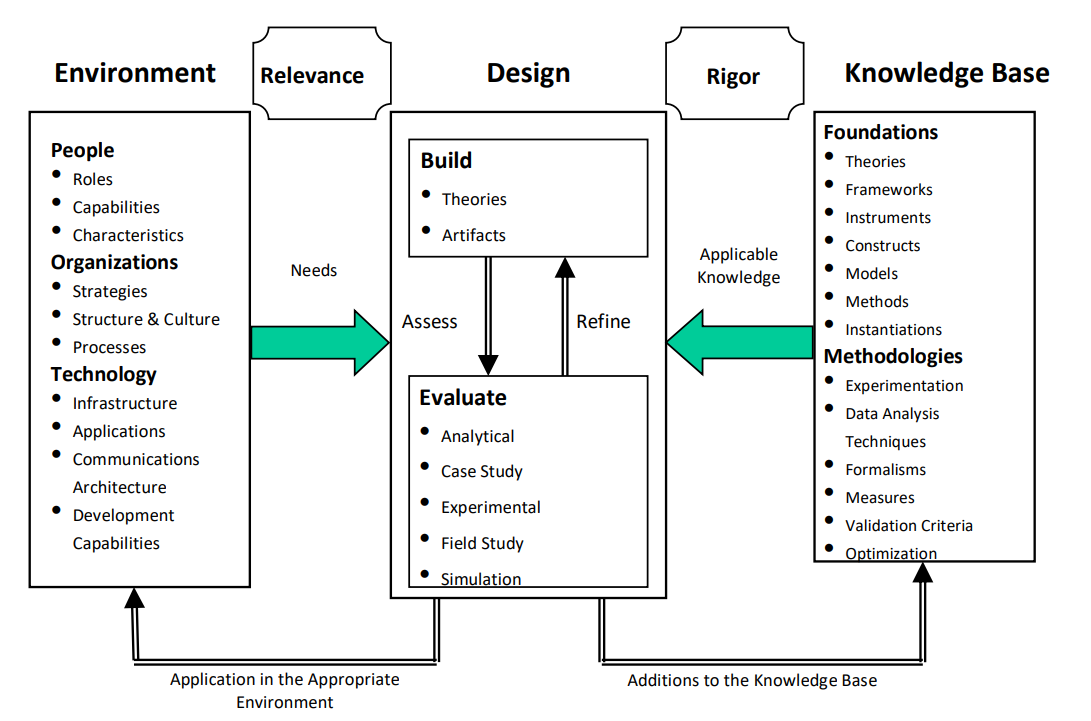 Environment
Relevance
Design
Rigor
Knowledge Base
People
• Roles
• Capabilities
• Characteristics
Organizations
• Strategies
• Structure & Culture
• Processes
Technology
• Infrastructure
• Applications
• Communications
Architecture
• Development
Capabilities
Needs
Build
• Theories
• Artifacts
Assess
Refine
Evaluate
• Analytical
• Case Study
• Experimental
• Field Study
• Simulation
Applicable
Knowledge
Foundations
• Theories
• Frameworks
• Instruments
• Constructs
• Models
• Methods
• Instantiations
Methodologies
• Experimentation
• Data Analysis
Techniques
• Formalisms
• Measures
• Validation Criteria
• Optimization
Application in the Appropriate
Environment
Additions to the Knowledge Base